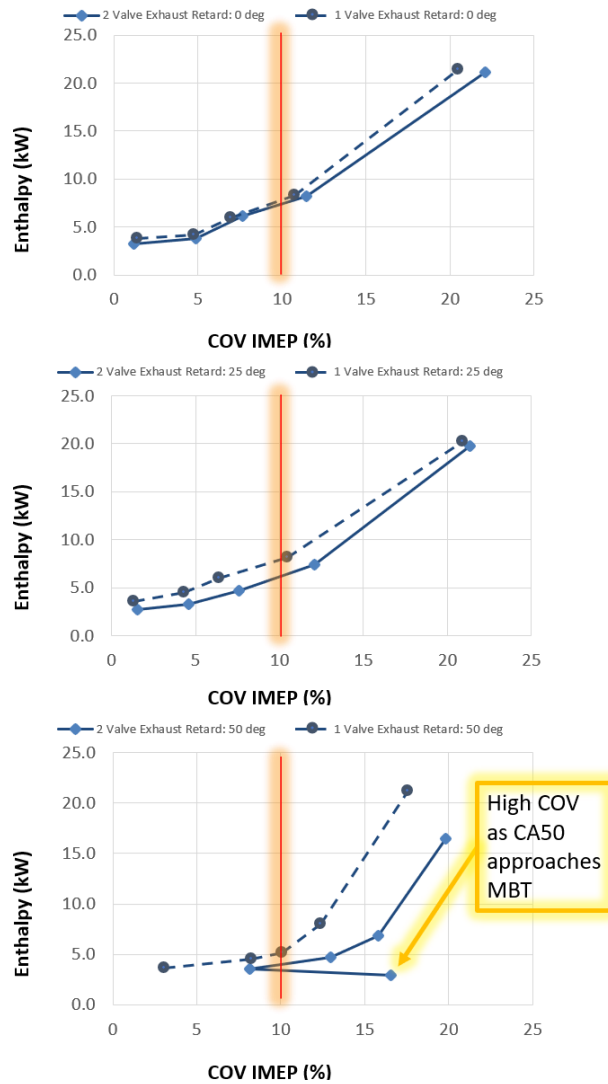 2 Valve Exhaust Retard: 0 deg 1 Valve Exhaust Retard: 0 deg
25.0
20.0
15.0
10.0
5.0
0.0
Enthalpy (kW)
0 5 10 15 20 25
COV IMEP (%)
2 Valve Exhaust Retard: 25 deg 1 Valve Exhaust Retard: 25 deg
25.0
20.0
15.0
10.0
5.0
0.0
Enthalpy (kW)
0 5 10 15 20 25
COV IMEP (%)
2 Valve Exhaust Retard: 50 deg 1 Valve Exhaust Retard: 50 deg
25.0
20.0
15.0
10.0
5.0
0.0
Enthalpy (kW)
High COV
as CA50
approaches
MBT
0 5 10 15 20 25
COV IMEP (%)